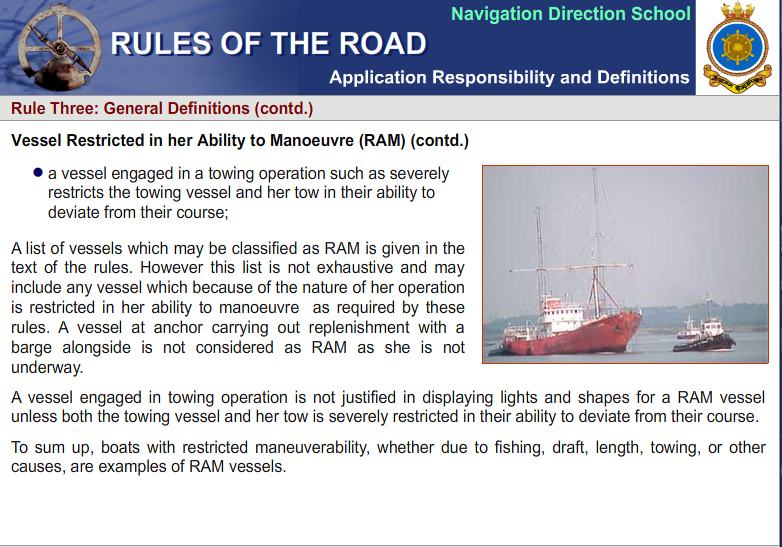 Navigation Direction School
RULES OF THE ROAD
Application Responsibility and Definitions
Rule Three: General Definitions (contd.)
Vessel Restricted in her Ability to Manoeuvre (RAM) (contd.)
a vessel engaged in a towing operation such as severely
restricts the towing vessel and her tow in their ability to
deviate from their course;
A list of vessels which may be classified as RAM is given in the
text of the rules. However this list is not exhaustive and may
include any vessel which because of the nature of her operation
is restricted in her ability to manoeuvre as required by these
rules. A vessel at anchor carrying out replenishment with a
barge alongside is not considered as RAM as she is not
underway.
A vessel engaged in towing operation is not justified in displaying lights and shapes for a RAM vessel
unless both the towing vessel and her tow is severely restricted in their ability to deviate from their course.
To sum up, boats with restricted maneuverability, whether due to fishing, draft, length, towing, or other
causes, are examples of RAM vessels.